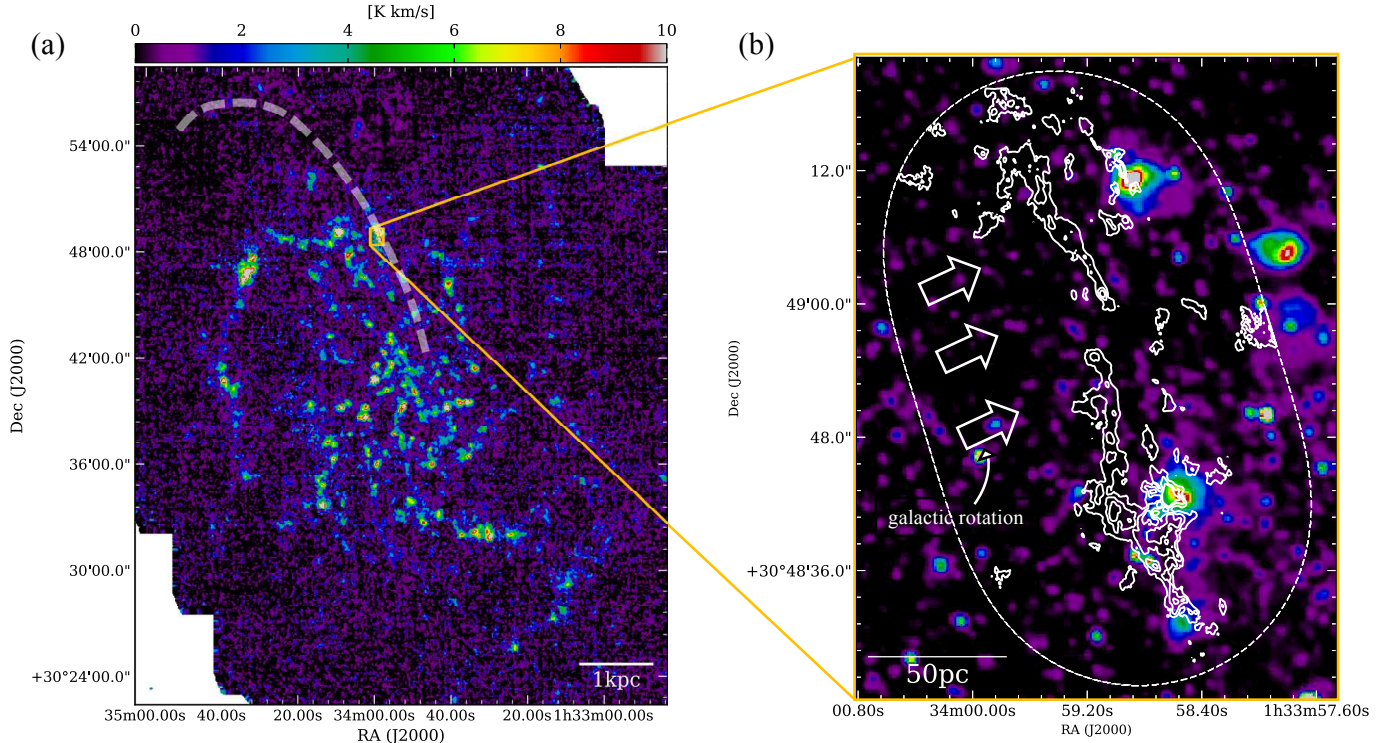 [K km/s]
(a)
0 2 4 6 8 10
(b)
54'00.0"
48'00.0"
42'00.0"
36'00.0"
30'00.0"
+30°24'00.0"
Dec (J2000)
1kpc
35m00.00s 40.00s 20.00s 34m00.00s 40.00s 20.00s 1h33m00.00s
RA (J2000)
12.0"
49'00.0"
48.0"
+30°48'36.0"
Dec (J2000)
galactic rotation
50pc
00.80s 34m00.00s 59.20s 58.40s 1h33m57.60s
RA (J2000)